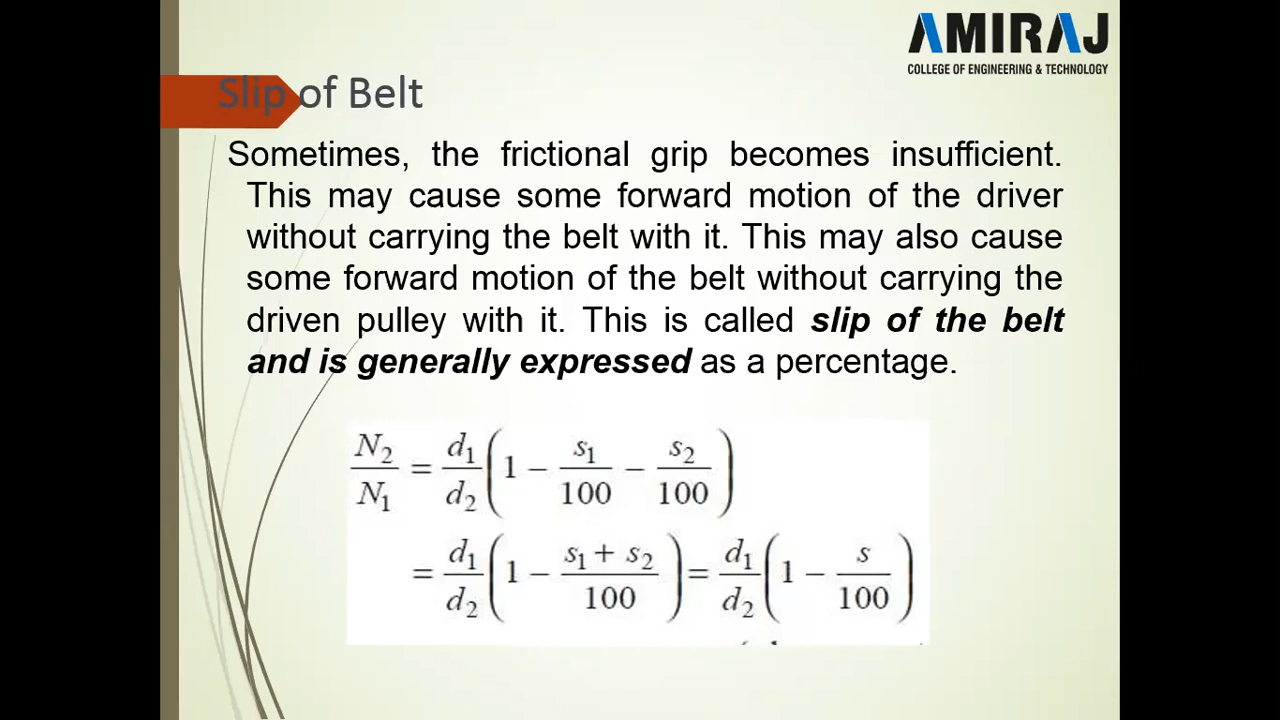 AMIRAJ
COLLEGE OF ENGINEERING & TECHNOLOGY
Slip of Belt
Sometimes, the frictional grip becomes insufficient.
This may cause some forward motion of the driver
without carrying the belt with it. This may also cause
some forward motion of the belt without carrying the
driven pulley with it. This is called slip of the belt
and is generally expressed as a percentage.
N₂/N₁ = d₁/d₂ (1 − s₁/100 − s₂/100)
= d₁/d₂ (1 − (s₁ + s₂)/100) = d₁/d₂ (1 − s/100)